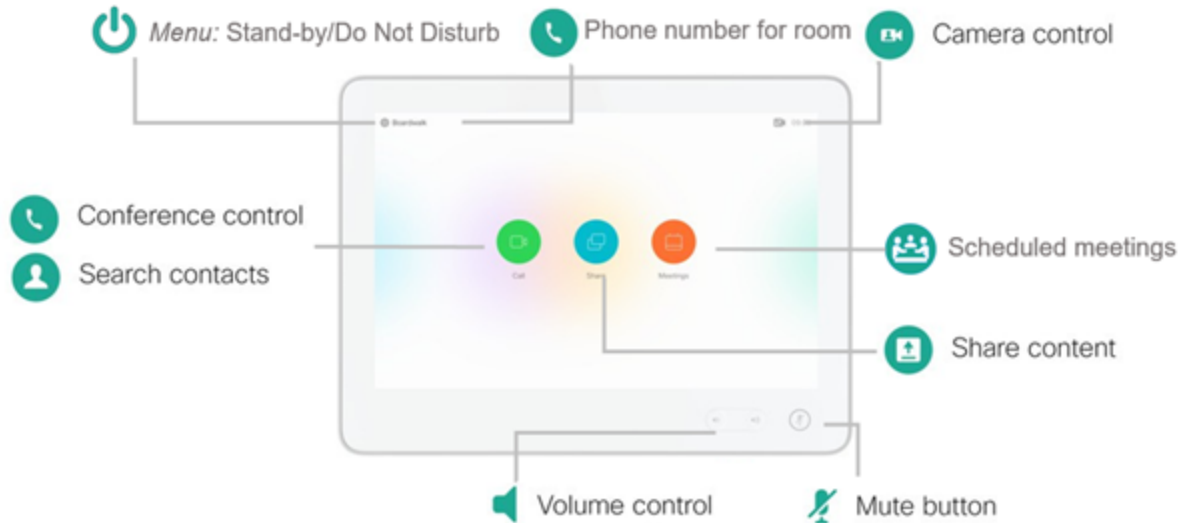 Menu: Stand-by/Do Not Disturb
Phone number for room
Camera control
Boardwalk
Conference control
Search contacts
Call
Share
Meetings
Scheduled meetings
Share content
Volume control
Mute button